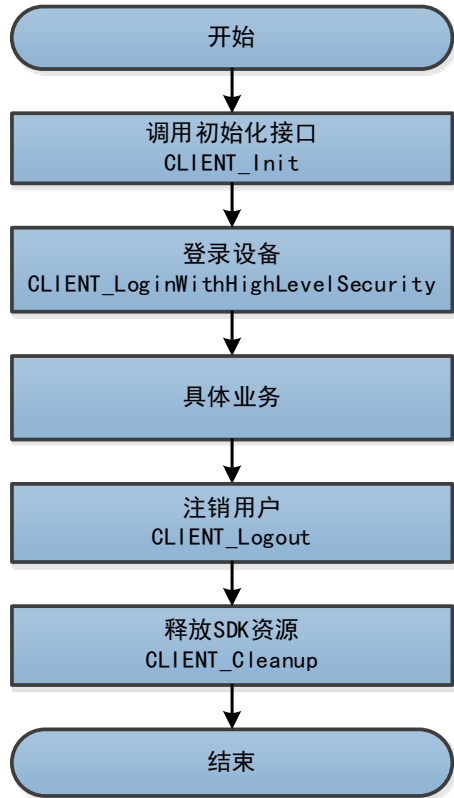 开始
调用初始化接口
CLIENT_Init
登录设备
CLIENT_LoginWithHighLevelSecurity
具体业务
注销用户
CLIENT_Logout
释放SDK资源
CLIENT_Cleanup
结束